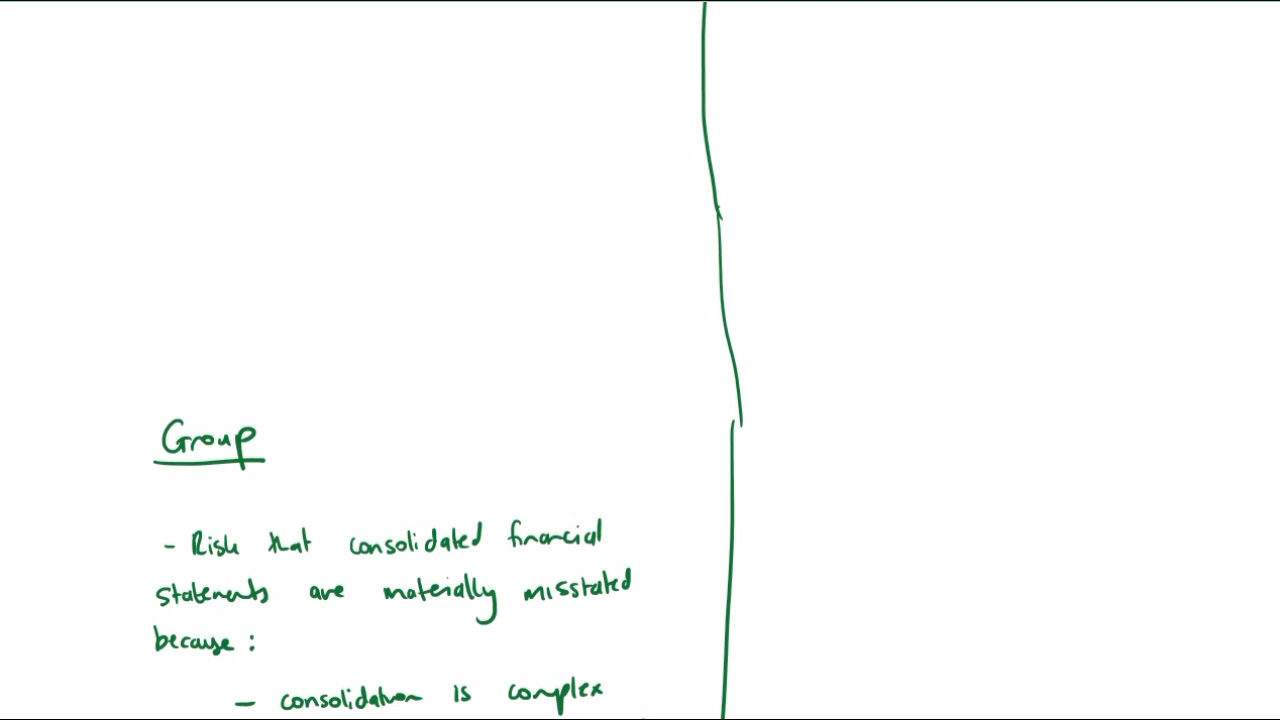 Group
- Risk that consolidated financial
statements are materially misstated
because :
- consolidation is complex